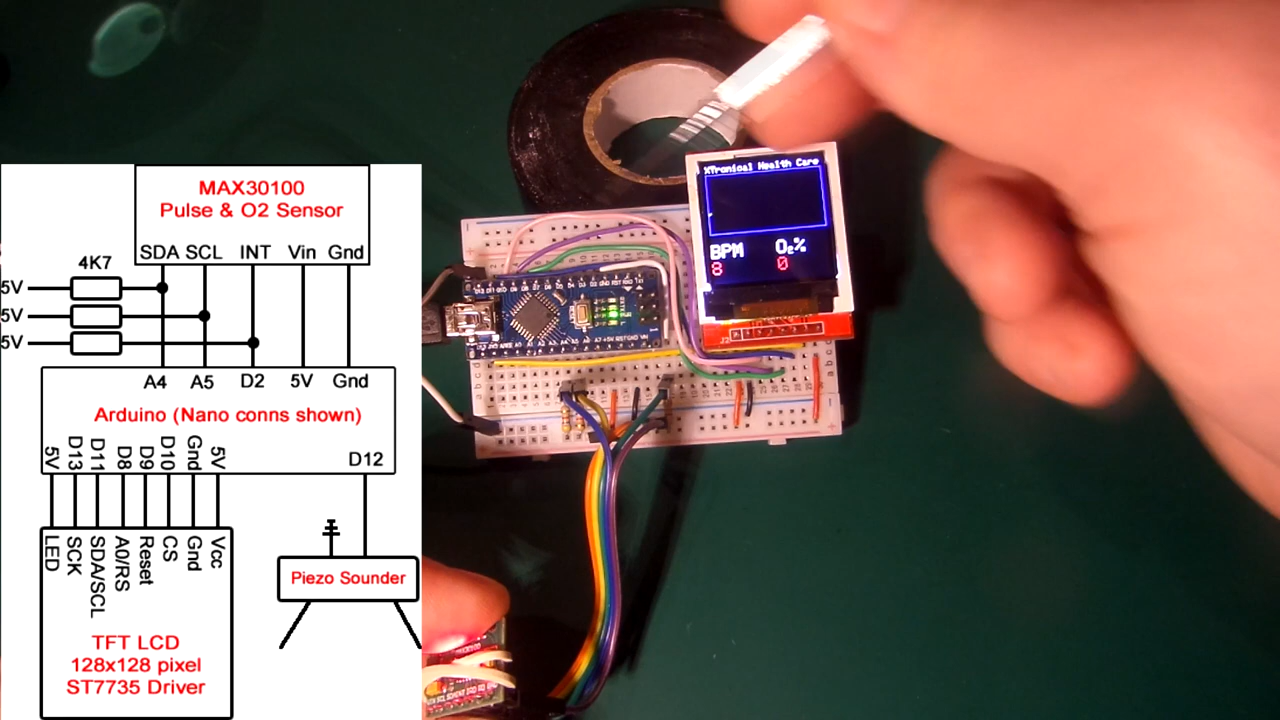 MAX30100
Pulse & O2 Sensor
SDA SCL INT Vin Gnd
4K7
5V
5V
5V
A4 A5 D2 5V Gnd
Arduino (Nano conns shown)
5V D13 D11 D8 D9 D10 Gnd 5V
D12
LED SCK SDA/SCL A0/RS Reset CS Gnd Vcc
Piezo Sounder
TFT LCD
128x128 pixel
ST7735 Driver
XTronical Health Care
BPM O₂%
8 0
MAX30100